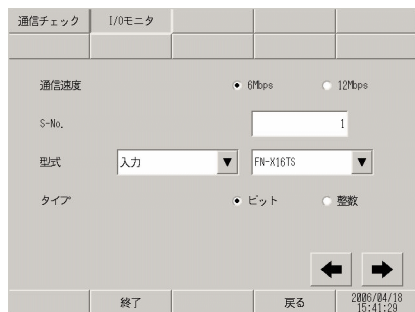 通信チェック I/Oモニタ
通信速度 6Mbps 12Mbps
S-No. 1
型式 入力 FN-X16TS
タイプ ビット 整数
終了 戻る 2006/04/18
15:41:29